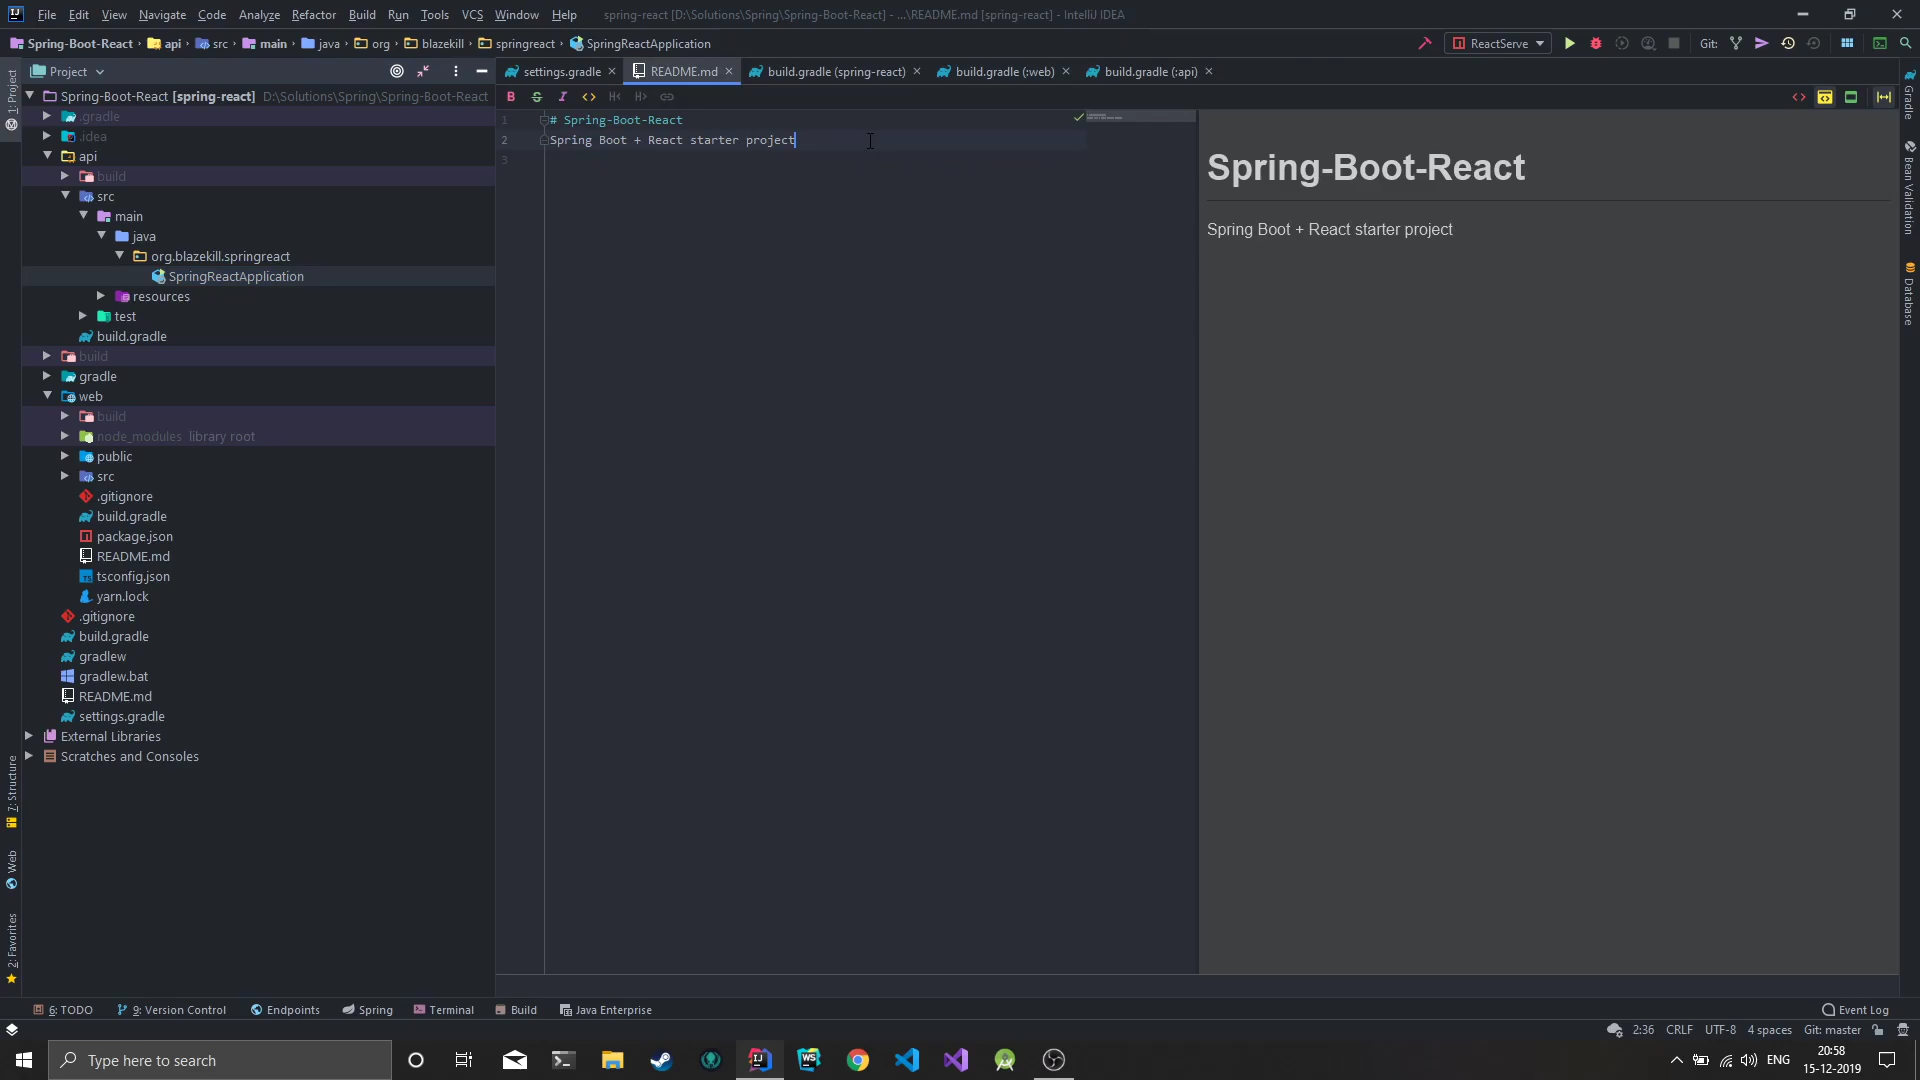 File Edit View Navigate Code Analyze Refactor Build Run Tools VCS Window Help spring-react [D:\Solutions\Spring\Spring-Boot-React] - ...\README.md [spring-react] - IntelliJ IDEA
Spring-Boot-React api src main java org blazekill springreact SpringReactApplication ReactServe Git:
Project settings.gradle README.md build.gradle (spring-react) build.gradle (:web) build.gradle (:api)
Spring-Boot-React [spring-react] D:\Solutions\Spring\Spring-Boot-React
.gradle
.idea
api
build
src
main
java
org.blazekill.springreact
SpringReactApplication
resources
test
build.gradle
build
gradle
web
build
node_modules library root
public
src
.gitignore
build.gradle
package.json
README.md
tsconfig.json
yarn.lock
.gitignore
build.gradle
gradlew
gradlew.bat
README.md
settings.gradle
External Libraries
Scratches and Consoles
1: Project
7: Structure
Web
2: Favorites
B S I <> H< H>
1 # Spring-Boot-React
2 Spring Boot + React starter project
3
Spring-Boot-React
Spring Boot + React starter project
Gradle
Bean Validation
Database
6: TODO 9: Version Control Endpoints Spring Terminal Build Java Enterprise Event Log
2:36 CRLF UTF-8 4 spaces Git: master
Type here to search
ENG
20:58
15-12-2019